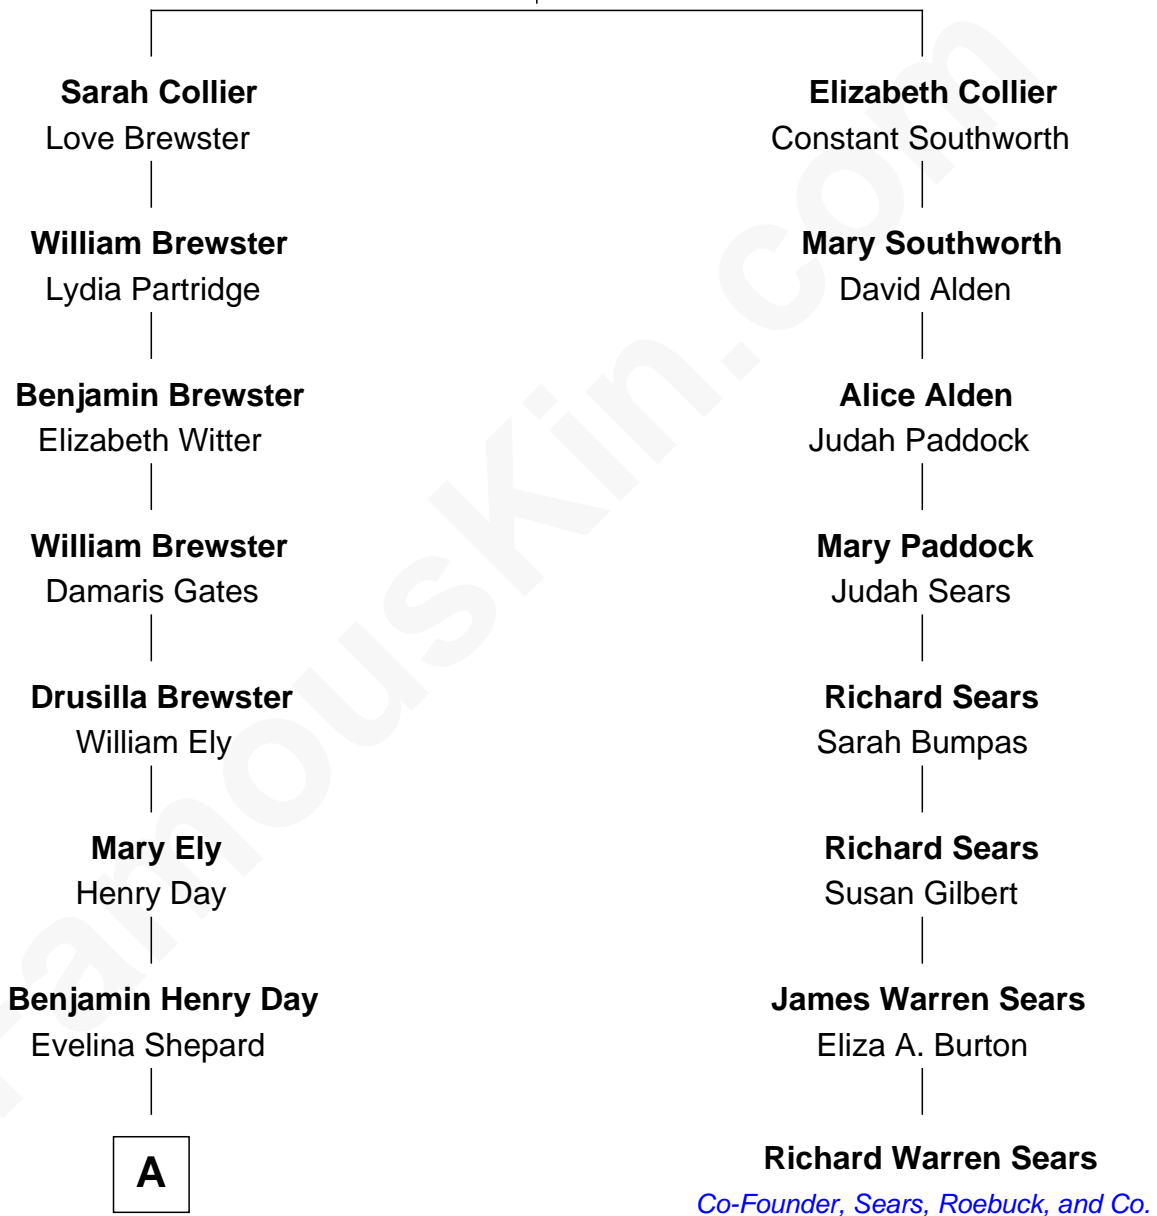 Sarah Collier
Love Brewster
William Brewster
Lydia Partridge
Benjamin Brewster
Elizabeth Witter
William Brewster
Damaris Gates
Drusilla Brewster
William Ely
Mary Ely
Henry Day
Benjamin Henry Day
Evelina Shepard
A
Elizabeth Collier
Constant Southworth
Mary Southworth
David Alden
Alice Alden
Judah Paddock
Mary Paddock
Judah Sears
Richard Sears
Sarah Bumpas
Richard Sears
Susan Gilbert
James Warren Sears
Eliza A. Burton
Richard Warren Sears
Co-Founder, Sears, Roebuck, and Co.
FamousKin.com